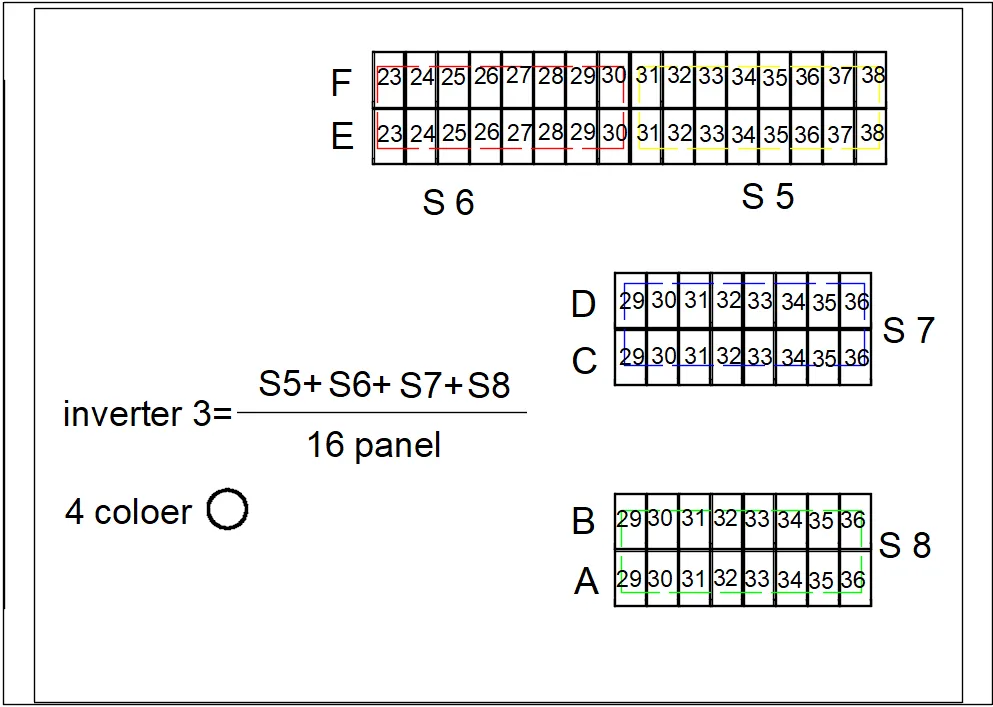 F 23 24 25 26 27 28 29 30 31 32 33 34 35 36 37 38
E 23 24 25 26 27 28 29 30 31 32 33 34 35 36 37 38
S 6 S 5
D 29 30 31 32 33 34 35 36
S 7
C 29 30 31 32 33 34 35 36
S5+ S6+ S7+S8
inverter 3=
16 panel
4 coloer
B 29 30 31 32 33 34 35 36
S 8
A 29 30 31 32 33 34 35 36